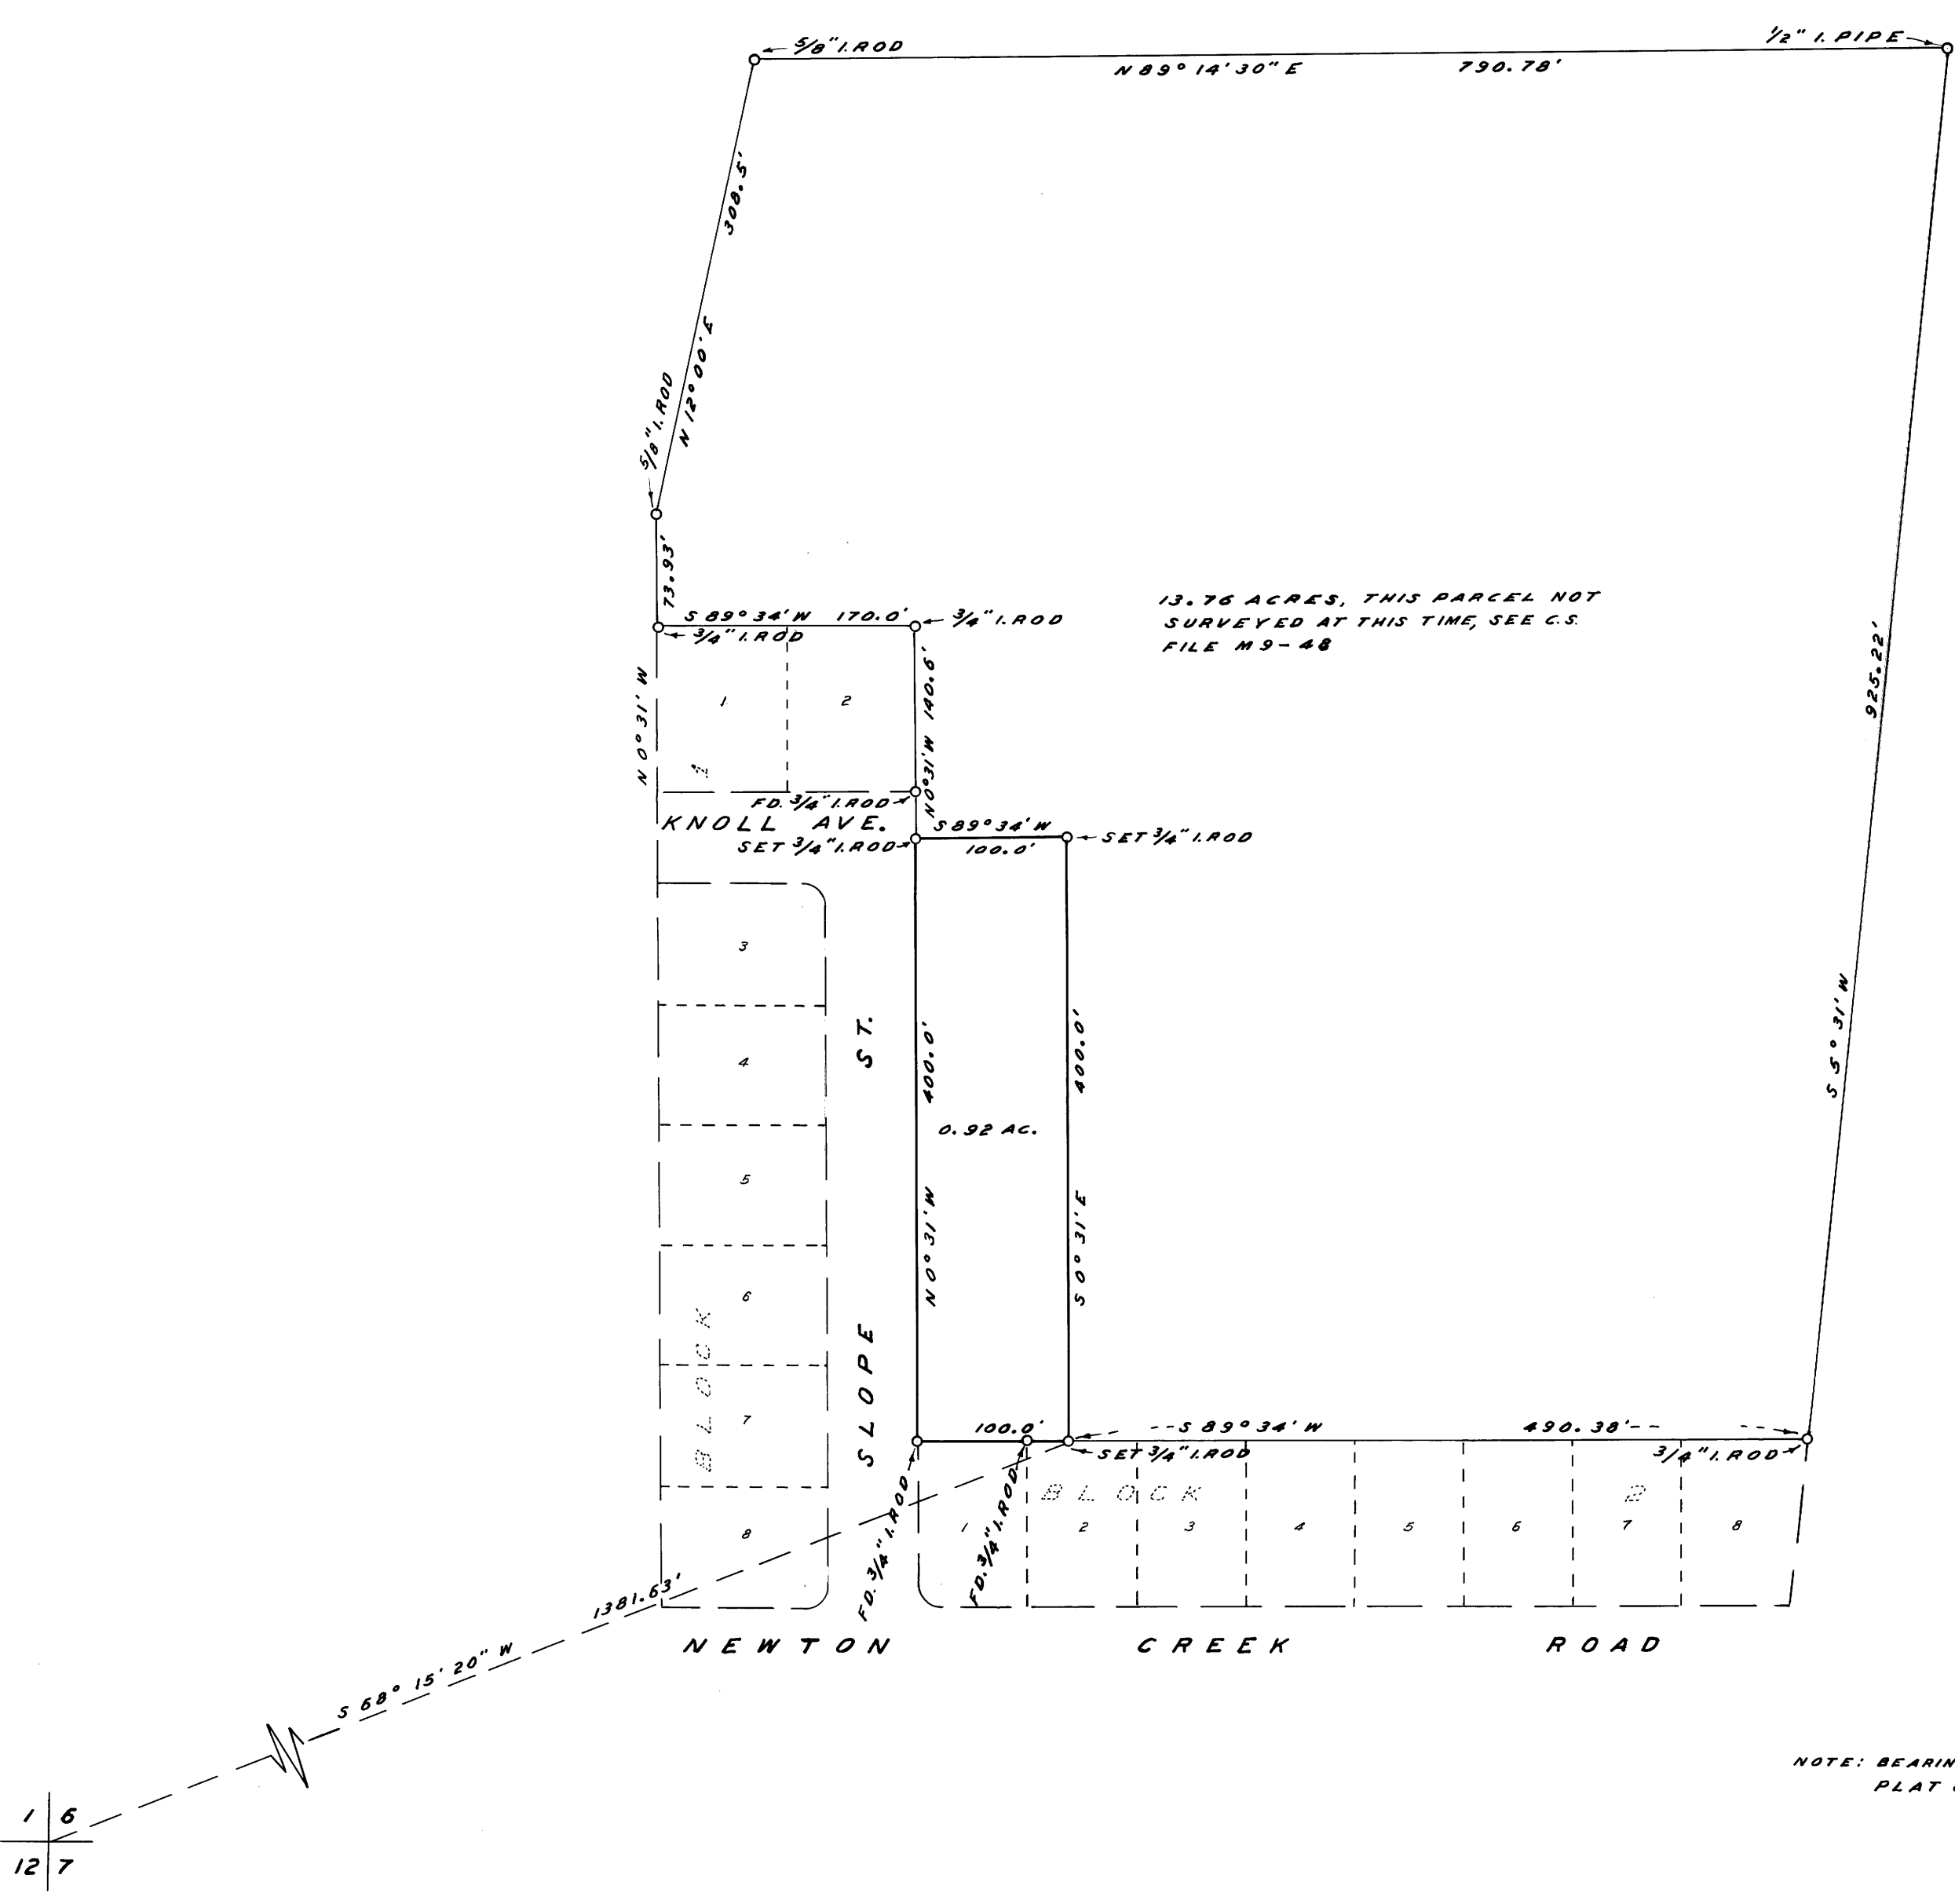 5/8" I. ROD
1/2" I. PIPE
N 89° 14' 30" E 790.78'
308.5'
N 12° 00' E
5/8" I. ROD
73.93'
S 89° 34' W 170.0'
3/4" I. ROD
3/4" I. ROD
13.76 ACRES, THIS PARCEL NOT
SURVEYED AT THIS TIME, SEE C.S.
FILE M9-48
925.22'
S 5° 31' W
N 0° 31' W
1
2
1
N 0° 31' W 140.6'
FD. 3/4" I. ROD
KNOLL AVE.
S 89° 34' W
SET 3/4" I. ROD
100.0'
SET 3/4" I. ROD
3
4
5
6
7
8
BLOCK
SLOPE ST.
400.0'
N 0° 31' W
0.92 AC.
400.0'
S 0° 31' E
100.0'
S 89° 34' W 490.38'
SET 3/4" I. ROD
3/4" I. ROD
FD. 3/4" I. ROD
FD. 3/4" I. ROD
BLOCK 2
1 2 3 4 5 6 7 8
NEWTON CREEK ROAD
1381.63'
S 68° 15' 20" W
NOTE: BEARIN
PLAT
1 6
12 7